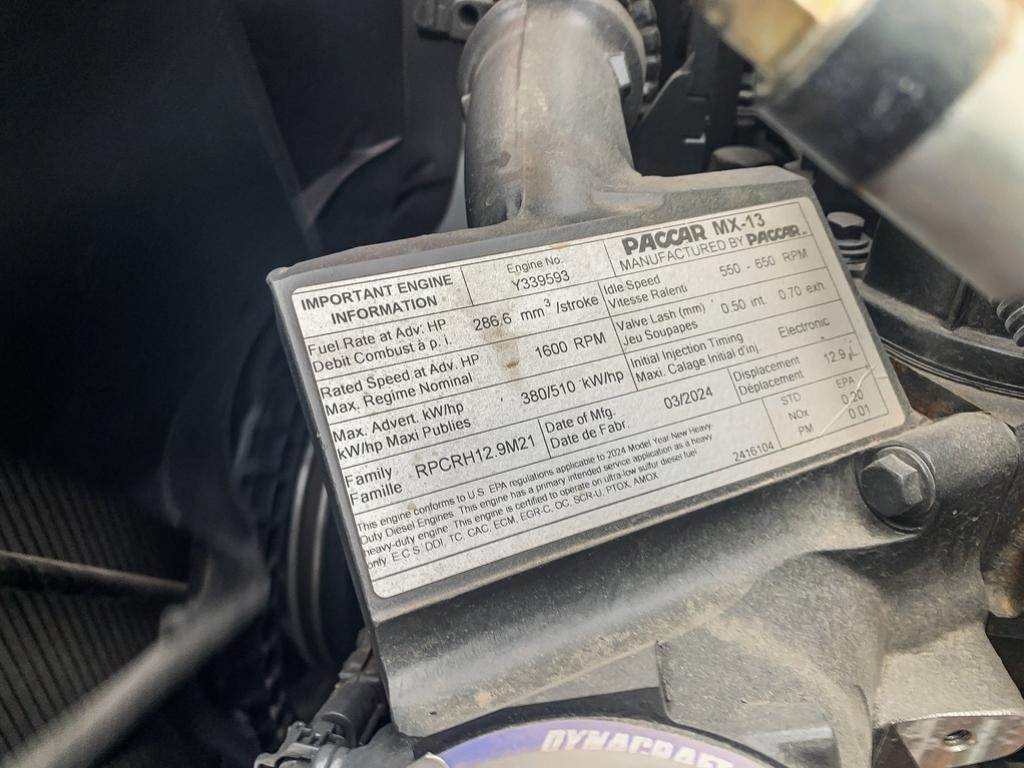 IMPORTANT ENGINE
INFORMATION
Engine No.
Y339593
PACCAR MX-13
MANUFACTURED BY PACCAR
Fuel Rate at Adv. HP
Debit Combust à p. i.
286.6 mm³ /stroke
Idle Speed
Vitesse Ralenti
550 - 650 RPM
Rated Speed at Adv. HP
Max. Regime Nominal
1600 RPM
Valve Lash (mm)
Jeu Soupapes
0.50 int. 0.70 exh.
Max. Advert. kW/hp
kW/hp Maxi Publies
380/510 kW/hp
Initial Injection Timing
Maxi. Calage Initial d'inj.
Electronic
Family
Famille
RPCRH12.9M21
Date of Mfg.
Date de Fabr.
03/2024
Displacement
Déplacement
12.9 L
This engine conforms to U.S. EPA regulations applicable to 2024 Model Year New Heavy
Duty Diesel Engines. This engine has a primary intended service application as a heavy
heavy-duty engine. This engine is certified to operate on ultra-low sulfur diesel fuel
only. E.C.S. DDI, TC, CAC, ECM, EGR-C, OC, SCR-U, PTOX, AMOX
2416104
STD EPA
NOx 0.20
PM 0.01
DYNACRAFT